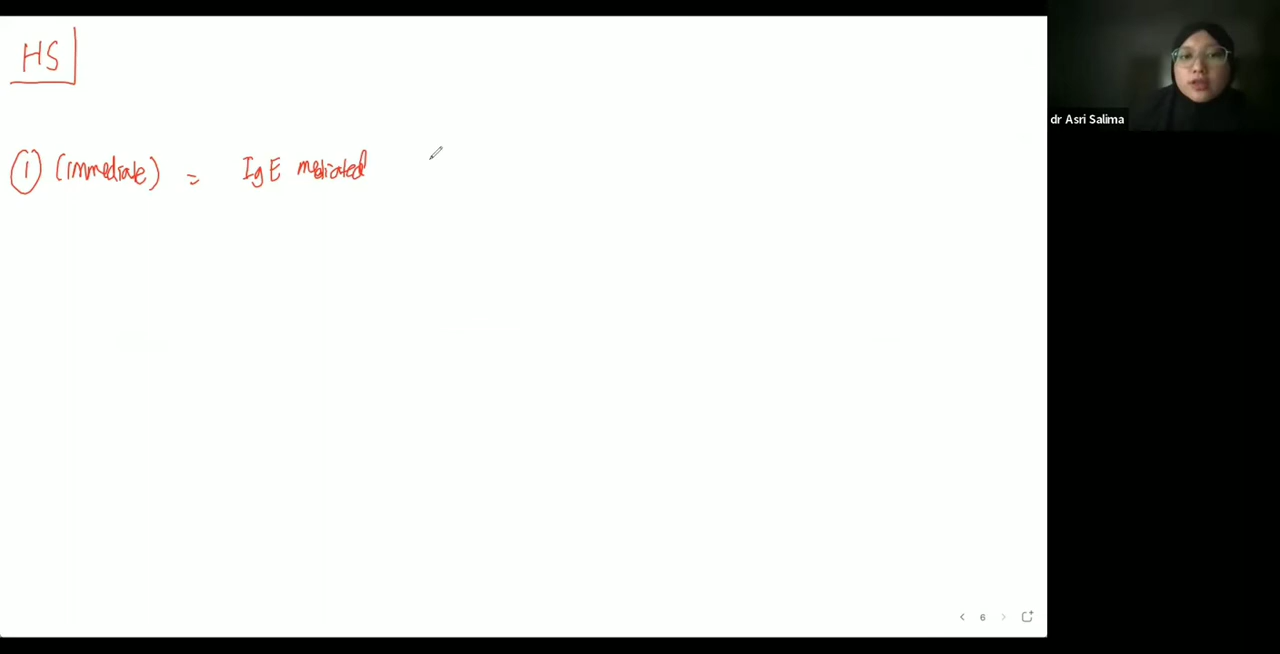 HS
dr Asri Salima
① (immediate) = IgE mediated
6